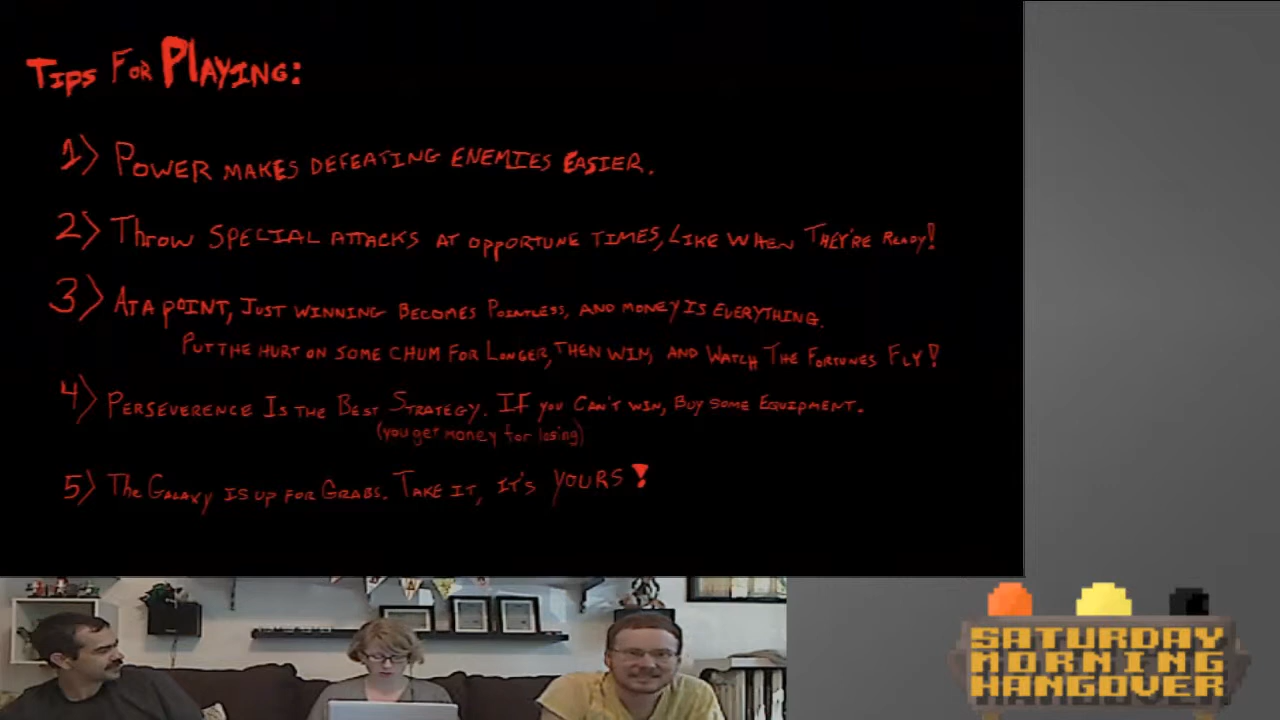 TIPS FOR PLAYING:
1) POWER MAKES DEFEATING ENEMIES EASIER.
2) THROW SPECIAL ATTACKS AT OPPORTUNE TIMES, LIKE WHEN THEY'RE READY!
3) AT A POINT, JUST WINNING BECOMES POINTLESS, AND MONEY IS EVERYTHING.
PUT THE HURT ON SOME CHUM FOR LONGER, THEN WIN, AND WATCH THE FORTUNES FLY!
4) PERSEVERENCE IS THE BEST STRATEGY. IF YOU CAN'T WIN, BUY SOME EQUIPMENT.
(you get money for losing)
5) THE GALAXY IS UP FOR GRABS. TAKE IT, IT'S YOURS!
SATURDAY
MORNING
HANGOVER